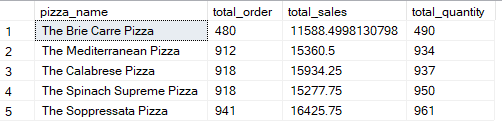 pizza_name total_order total_sales total_quantity
1 The Brie Carre Pizza 480 11588.4998130798 490
2 The Mediterranean Pizza 912 15360.5 934
3 The Calabrese Pizza 918 15934.25 937
4 The Spinach Supreme Pizza 918 15277.75 950
5 The Soppressata Pizza 941 16425.75 961